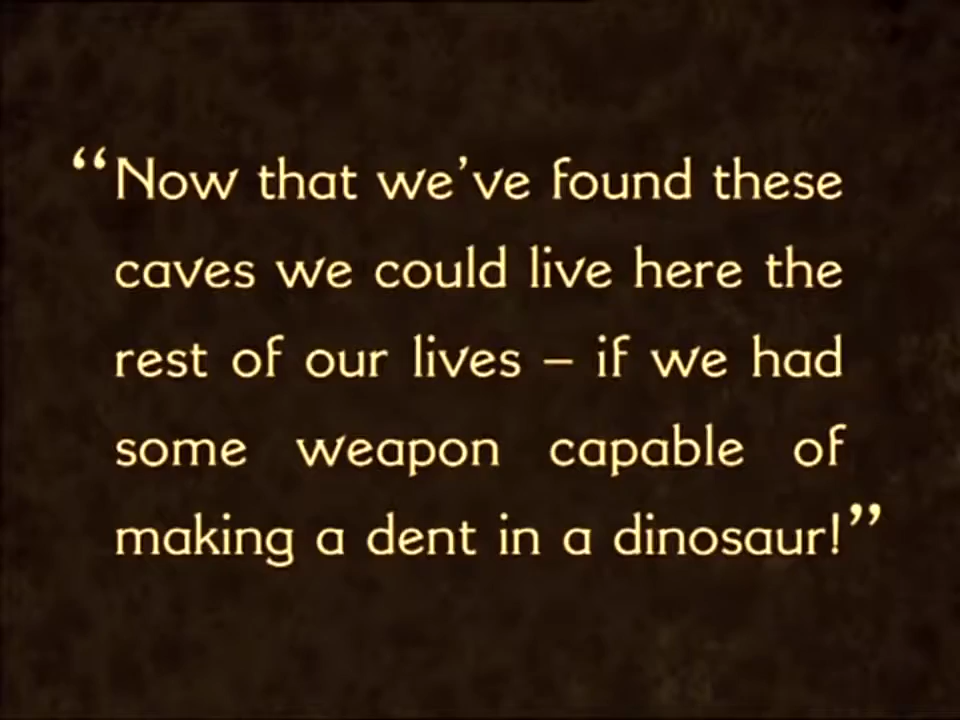 “Now that we’ve found these
caves we could live here the
rest of our lives – if we had
some weapon capable of
making a dent in a dinosaur!”